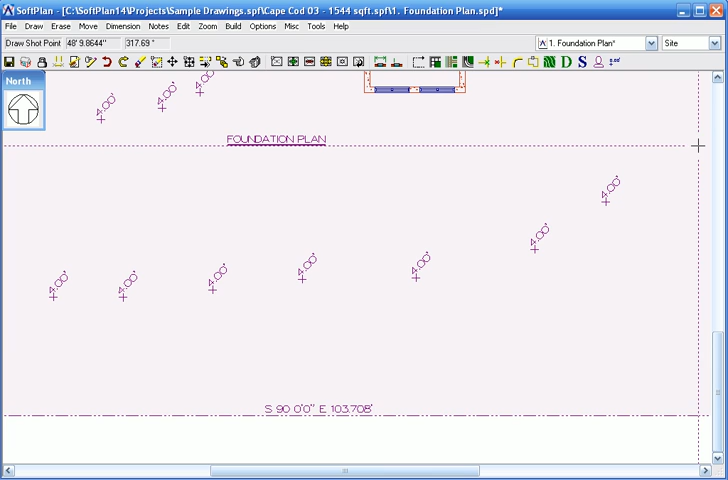 SoftPlan - [C:\SoftPlan14\Projects\Sample Drawings.spf\Cape Cod 03 - 1544 sqft.spf\1. Foundation Plan.spd]*
File Draw Erase Move Dimension Notes Edit Zoom Build Options Misc Tools Help
Draw Shot Point 48' 9.8644" 317.69 ° 1. Foundation Plan* Site
D S
North
FOUNDATION PLAN
S 90 0'0" E 103.708'